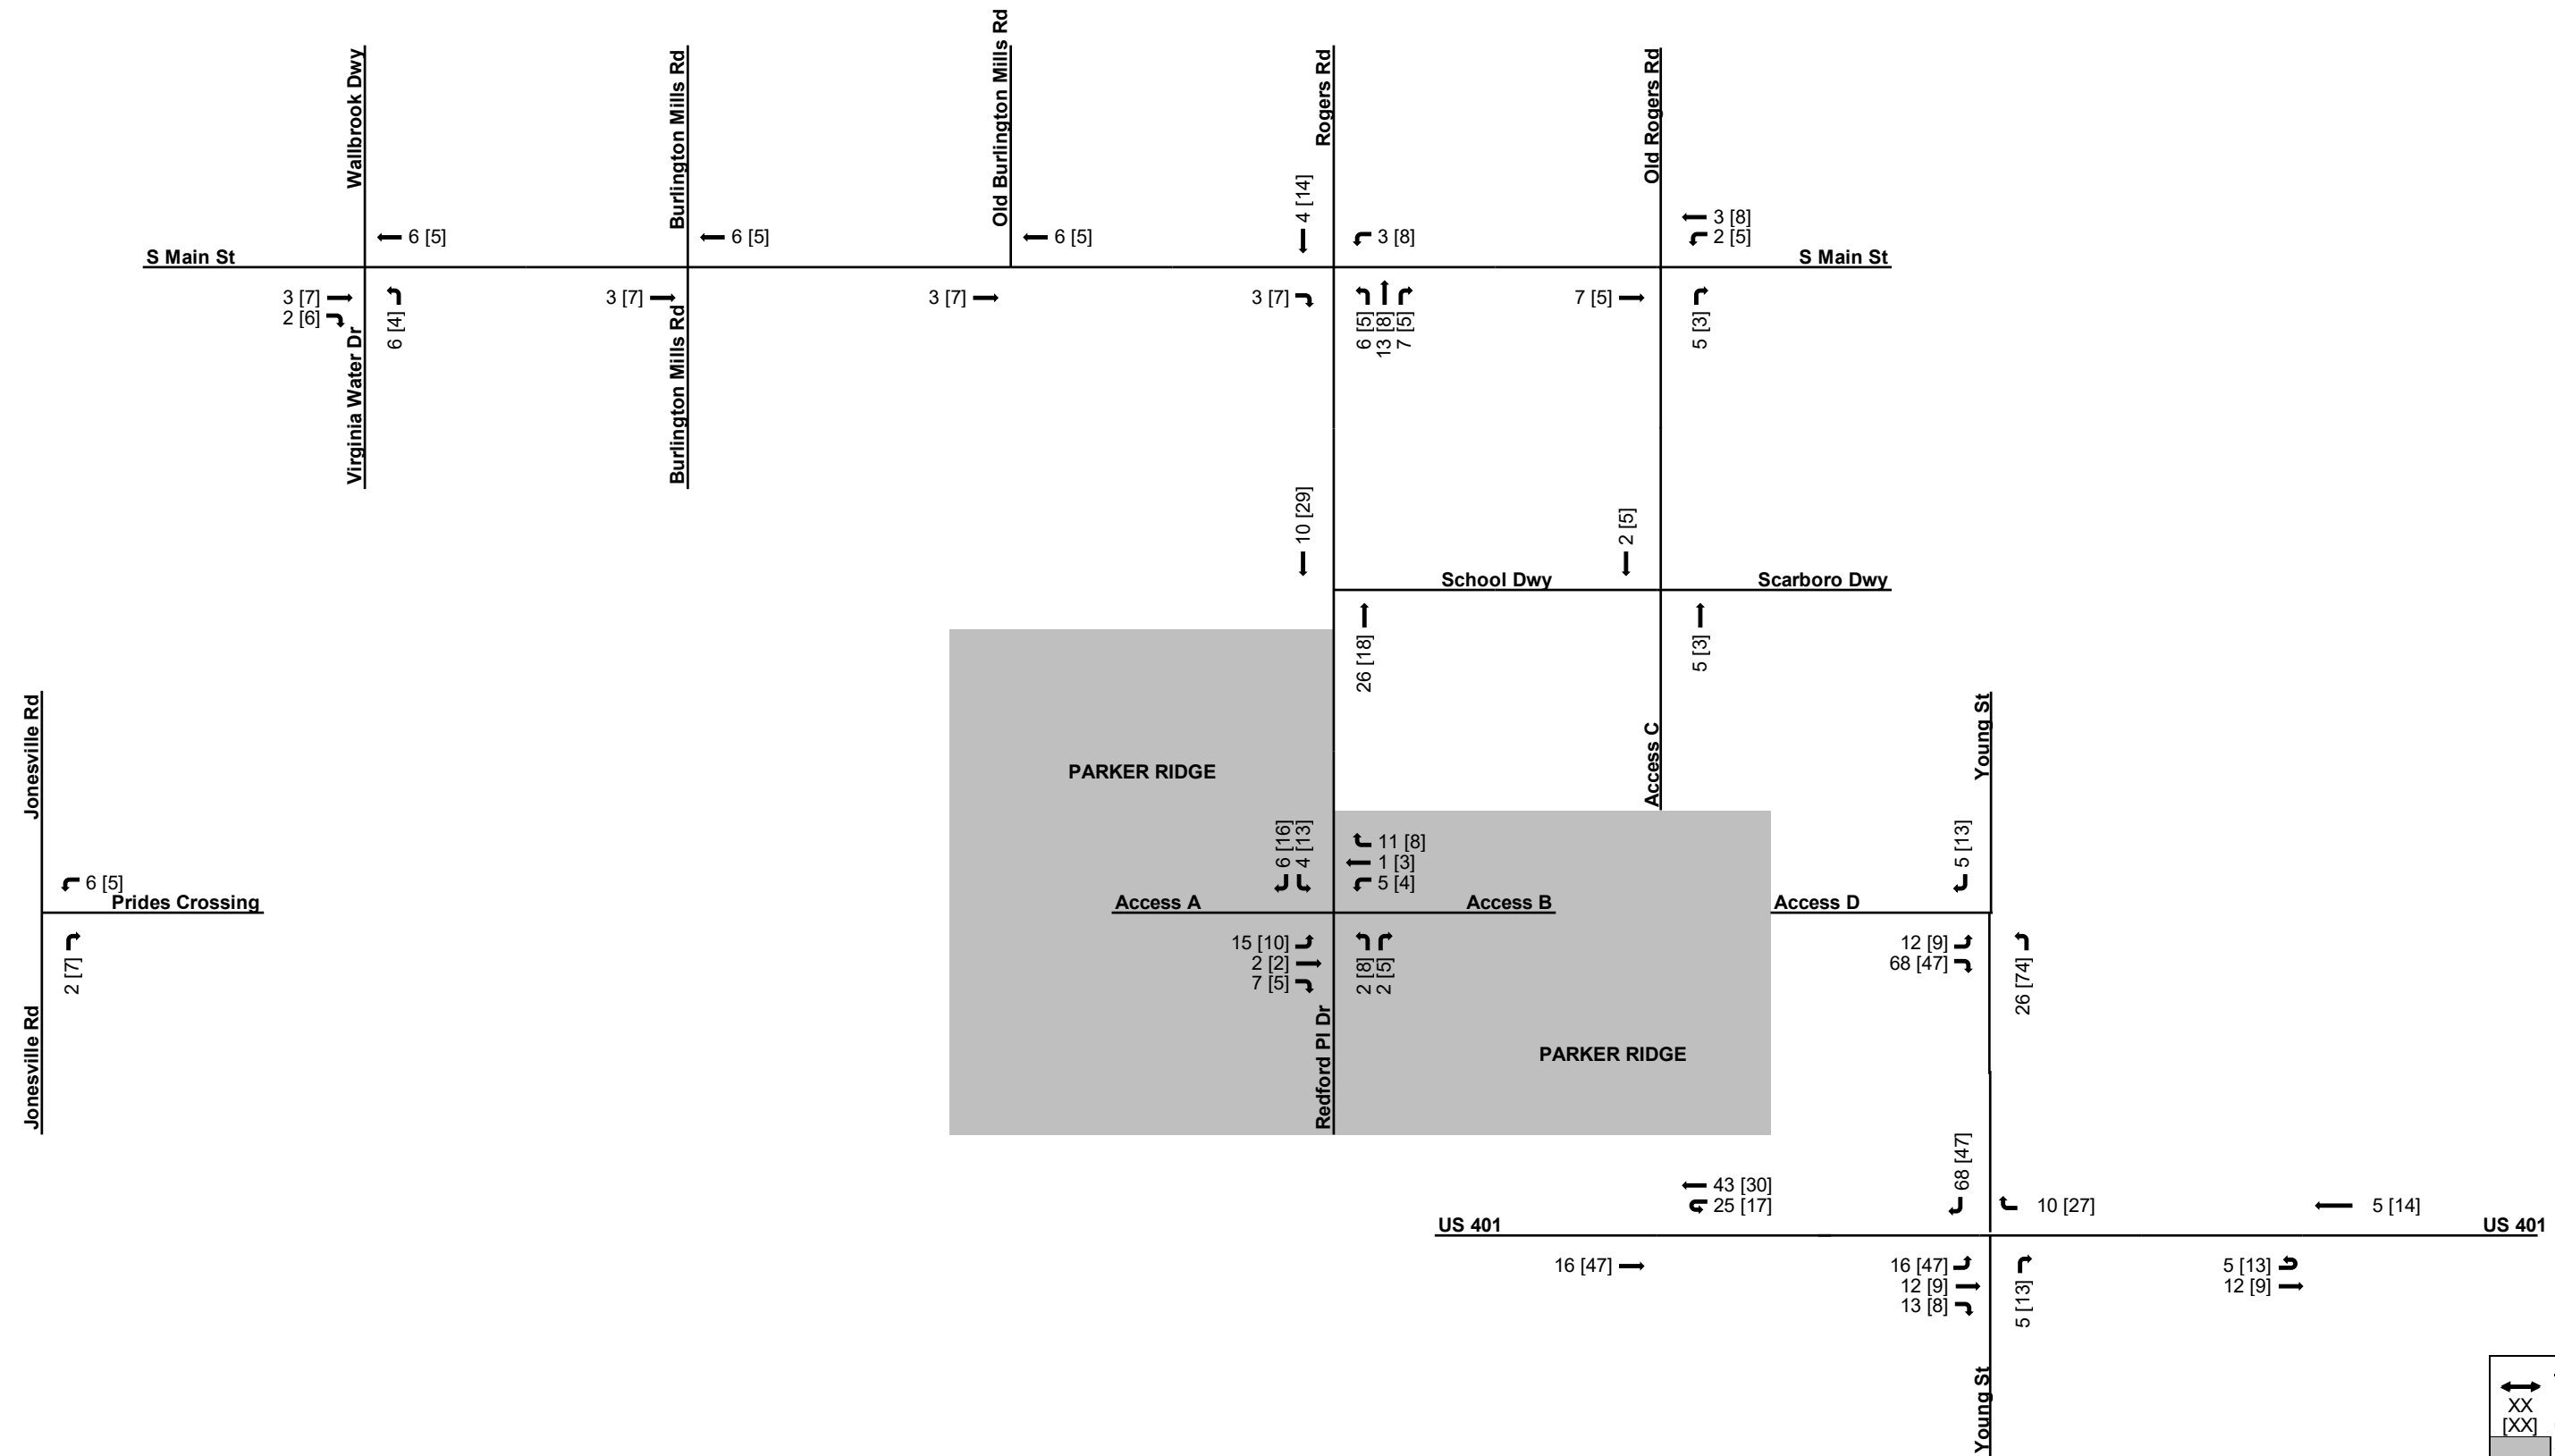 Wallbrook Dwy
Burlington Mills Rd
Old Burlington Mills Rd
Rogers Rd
Old Rogers Rd
4 [14]
3 [8]
2 [5]
6 [5]
6 [5]
6 [5]
3 [8]
S Main St
S Main St
3 [7]
2 [6]
6 [4]
3 [7]
3 [7]
3 [7]
6 [5]
13 [8]
7 [5]
7 [5]
5 [3]
Virginia Water Dr
Burlington Mills Rd
10 [29]
2 [5]
School Dwy
Scarboro Dwy
26 [18]
5 [3]
Jonesville Rd
Access C
Young St
PARKER RIDGE
6 [16]
4 [13]
11 [8]
1 [3]
5 [4]
5 [13]
6 [5]
Prides Crossing
Access A
Access B
Access D
2 [7]
15 [10]
2 [2]
7 [5]
2 [8]
2 [5]
12 [9]
68 [47]
26 [74]
Jonesville Rd
Redford Pl Dr
PARKER RIDGE
68 [47]
43 [30]
25 [17]
10 [27]
5 [14]
US 401
US 401
16 [47]
16 [47]
12 [9]
13 [8]
5 [13]
5 [13]
12 [9]
Young St
XX
[XX]